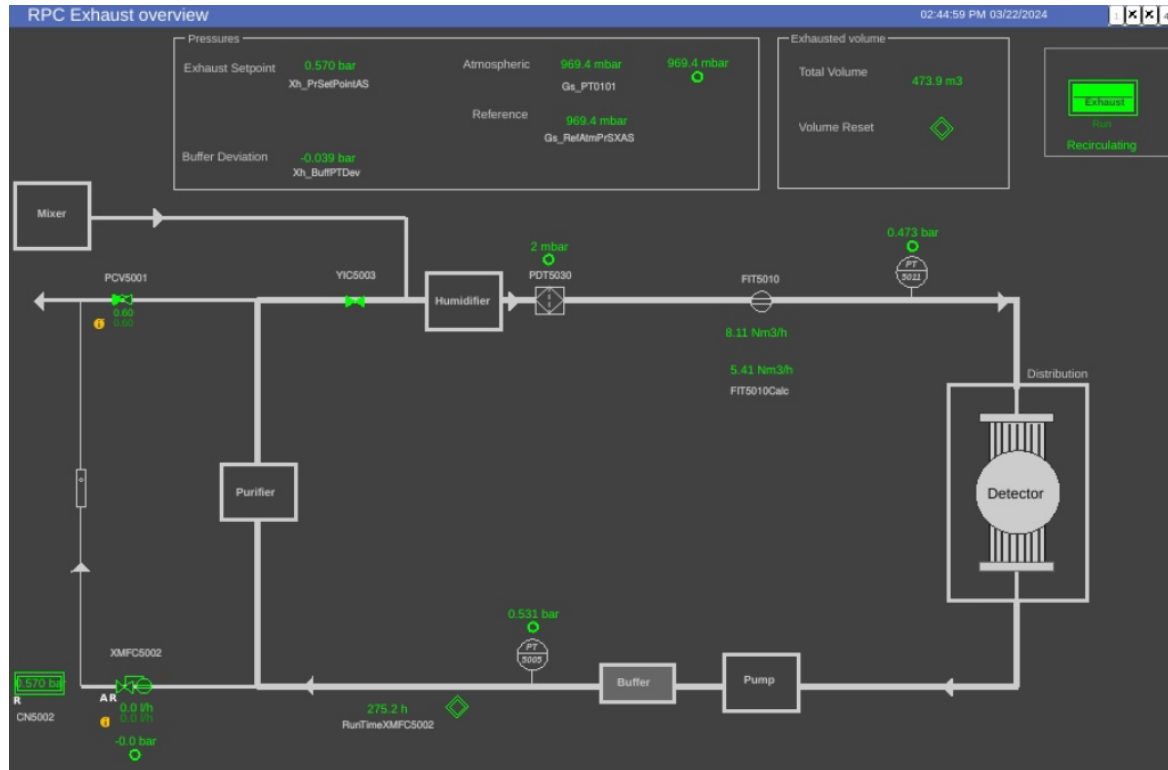 RPC Exhaust overview
02:44:59 PM 03/22/2024
1
4
Pressures
Exhaust Setpoint
0.570 bar
Xh_PrSetPointAS
Atmospheric
969.4 mbar
Gs_PT0101
969.4 mbar
Reference
969.4 mbar
Gs_RefAtmPrSXAS
Buffer Deviation
-0.039 bar
Xh_BuffPTDev
Exhausted volume
Total Volume
473.9 m3
Volume Reset
Exhaust
Run
Recirculating
Mixer
PCV5001
0.60
0.60
YIC5003
Humidifier
2 mbar
PDT5030
FIT5010
8.11 Nm3/h
5.41 Nm3/h
FIT5010Calc
0.473 bar
PT
5011
Distribution
Detector
Purifier
0.531 bar
PT
5005
Buffer
Pump
275.2 h
RunTimeXMFC5002
XMFC5002
AR
0.0 l/h
0.0 l/h
-0.0 bar
0.570 ba
R
CN5002